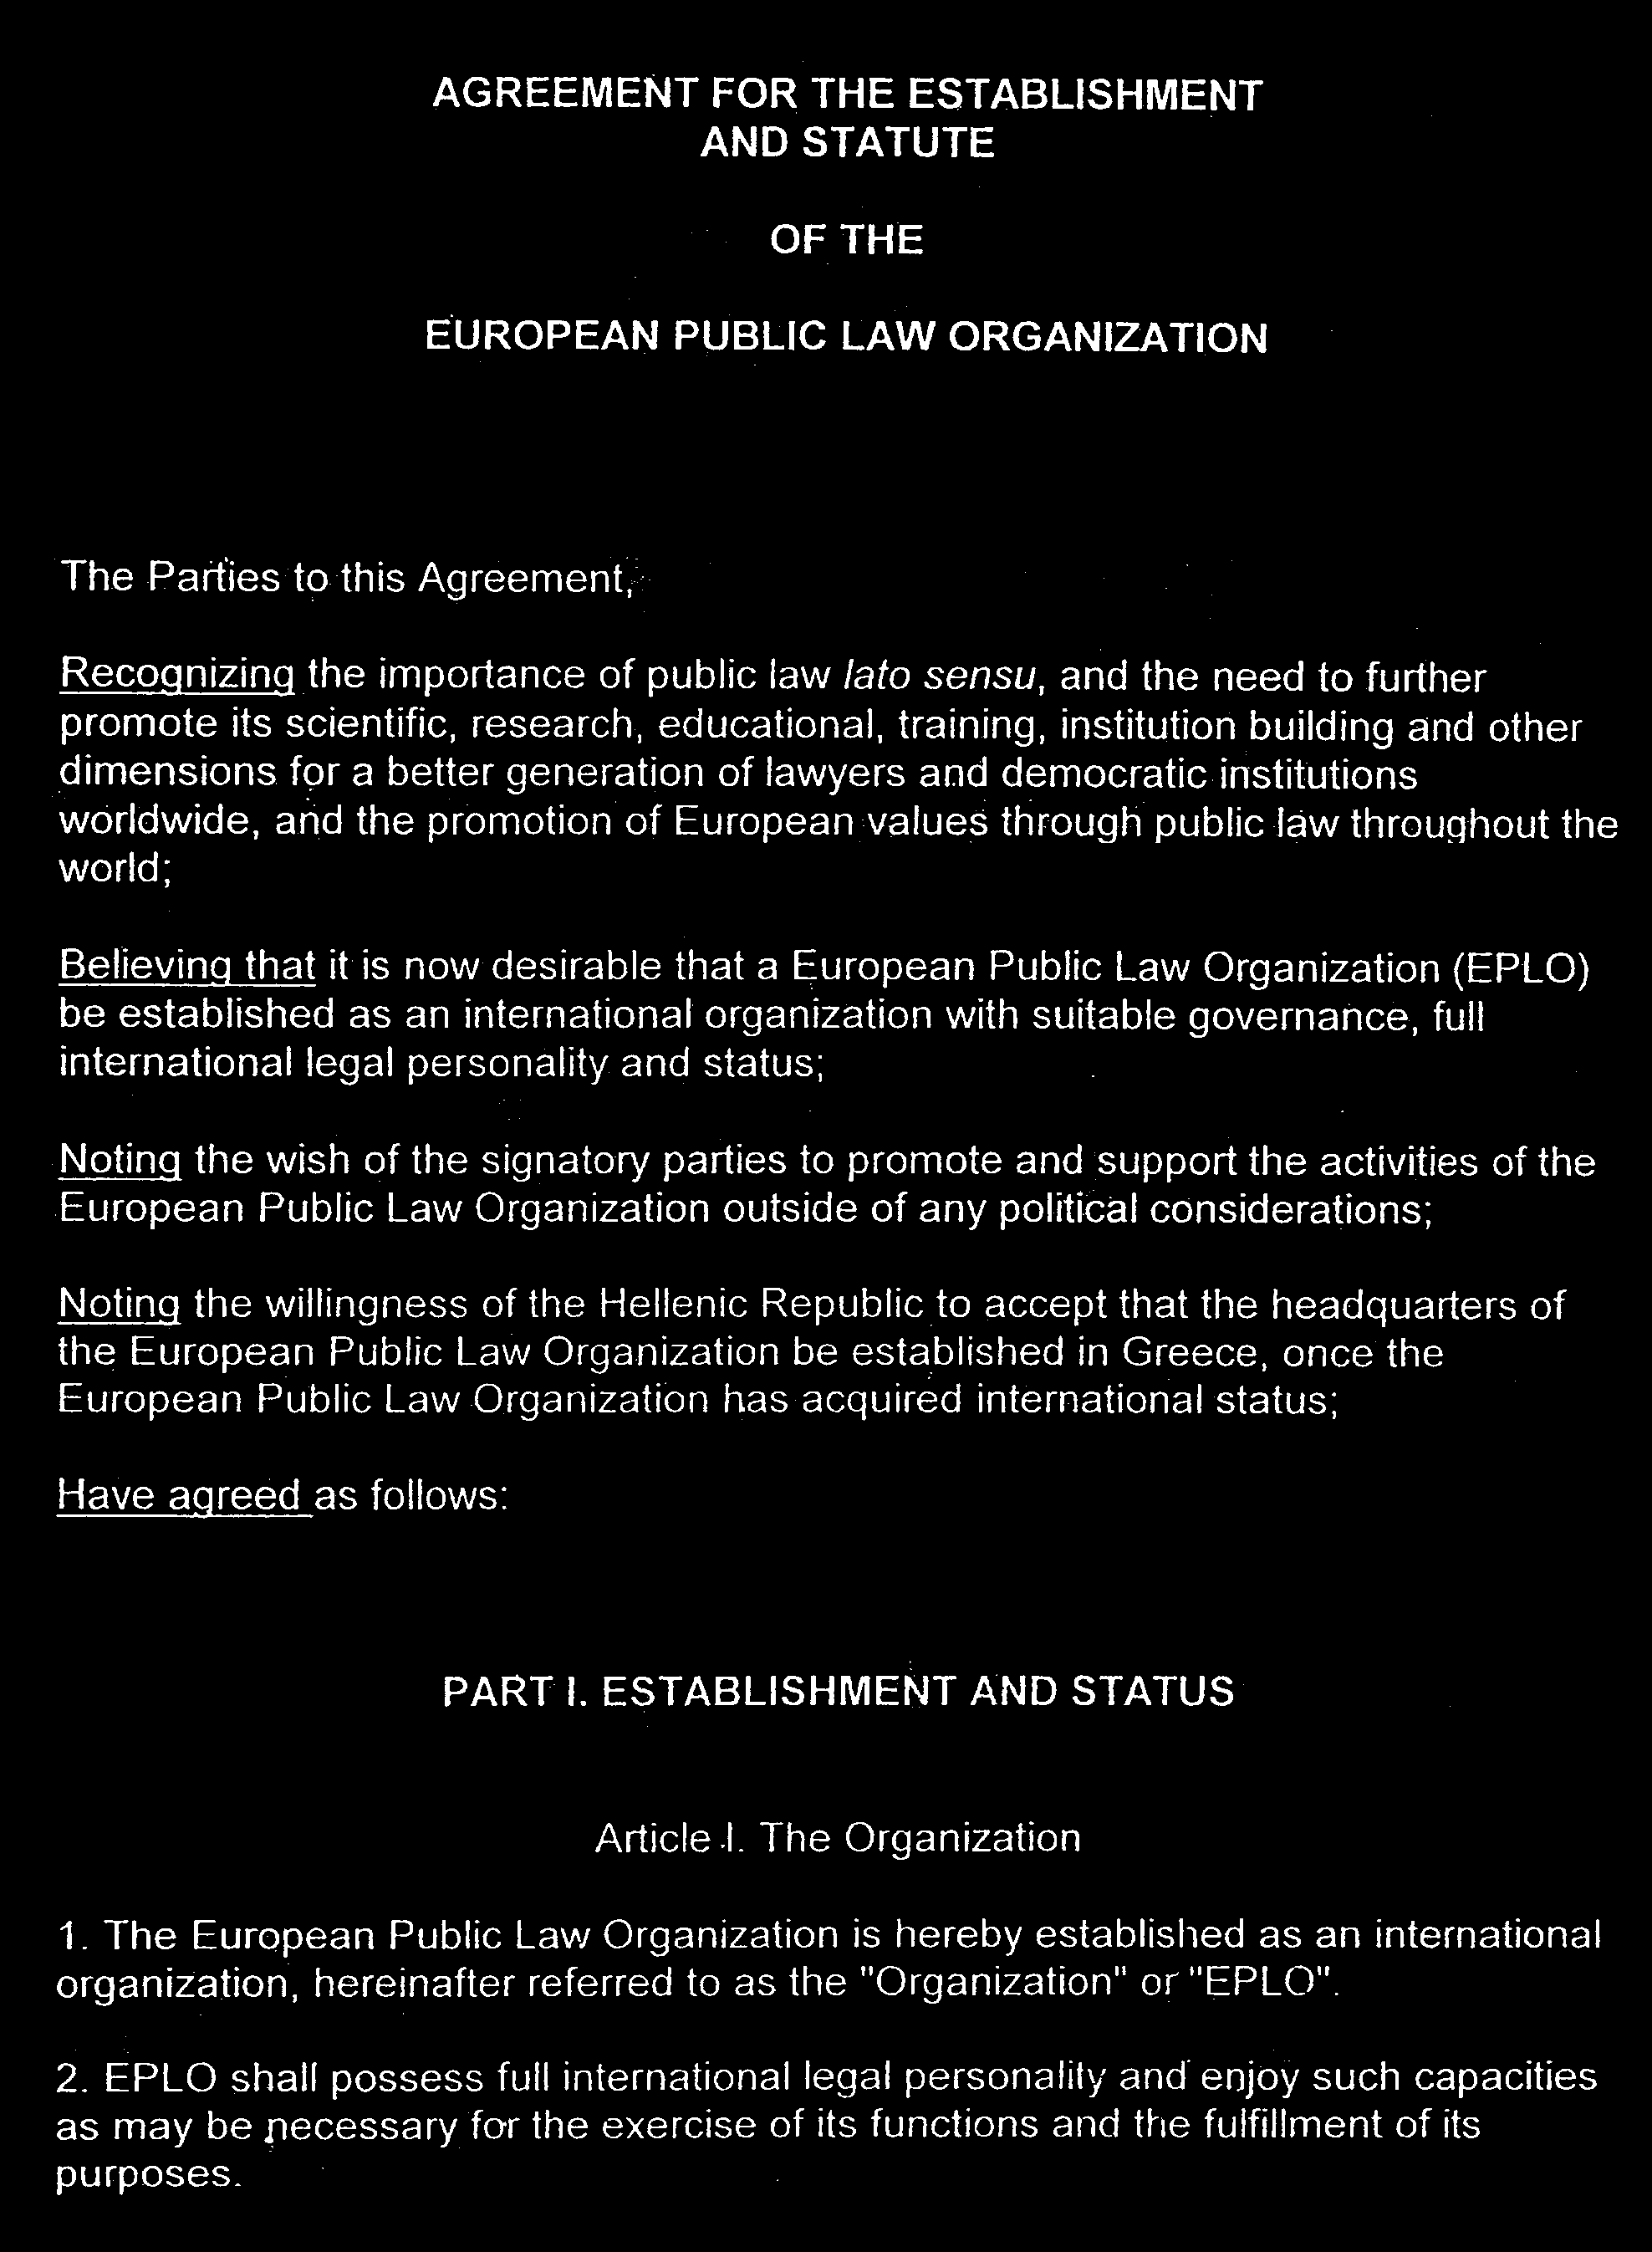 AGREEMENT FOR THE ESTABLISHMENT
AND STATUTE
OF THE
EUROPEAN PUBLIC LAW ORGANIZATION
The Parties to this Agreement,
Recognizing the importance of public law lato sensu, and the need to further
promote its scientific, research, educational, training, institution building and other
dimensions for a better generation of lawyers and democratic institutions
worldwide, and the promotion of European values through public law throughout the
world;
Believing that it is now desirable that a European Public Law Organization (EPLO)
be established as an international organization with suitable governance, full
international legal personality and status;
Noting the wish of the signatory parties to promote and support the activities of the
European Public Law Organization outside of any political considerations;
Noting the willingness of the Hellenic Republic to accept that the headquarters of
the European Public Law Organization be established in Greece, once the
European Public Law Organization has acquired international status;
Have agreed as follows:
PART I. ESTABLISHMENT AND STATUS
Article I. The Organization
1. The European Public Law Organization is hereby established as an international
organization, hereinafter referred to as the "Organization" or "EPLO".
2. EPLO shall possess full international legal personality and enjoy such capacities
as may be necessary for the exercise of its functions and the fulfillment of its
purposes.